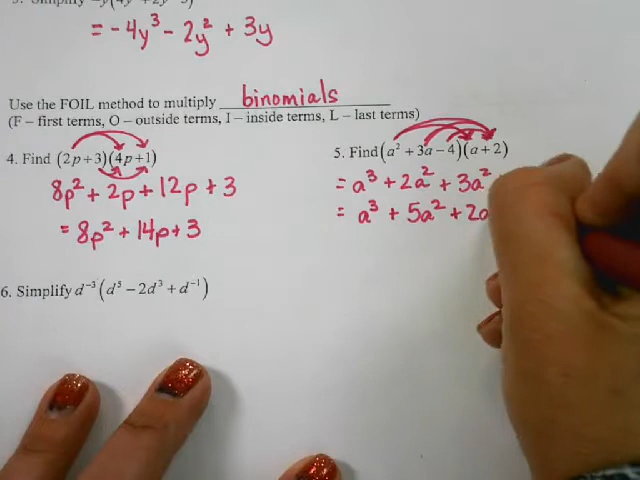 = -4y³ - 2y² + 3y
Use the FOIL method to multiply binomials
(F – first terms, O – outside terms, I – inside terms, L – last terms)
4. Find (2p+3)(4p+1)
8p² + 2p + 12p + 3
= 8p² + 14p + 3
5. Find (a² + 3a − 4)(a + 2)
= a³ + 2a² + 3a²
= a³ + 5a² + 2a
6. Simplify d⁻³(d⁵ − 2d³ + d⁻¹)